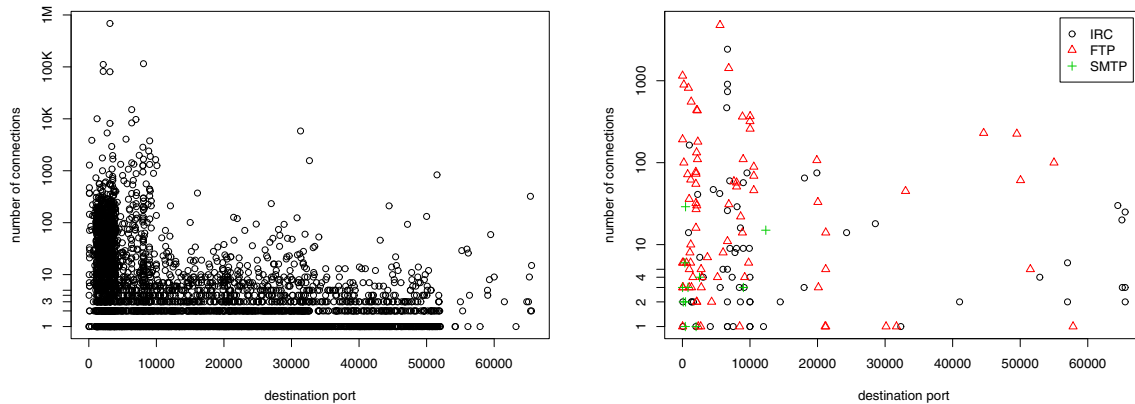 number of connections
1M
100K
10K
1000
100
10
3
1
0 10000 20000 30000 40000 50000 60000
destination port
number of connections
1000
100
10
4
2
1
0 10000 20000 30000 40000 50000 60000
destination port
IRC
FTP
SMTP